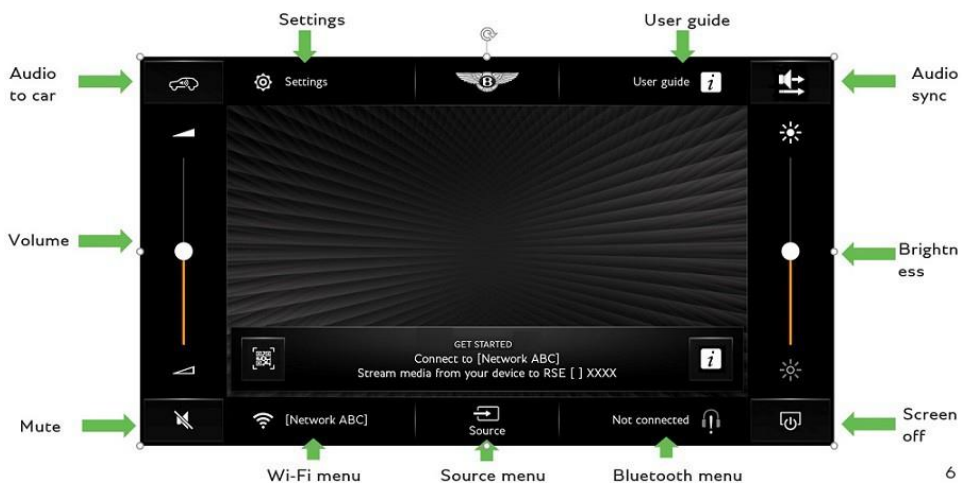 Settings
User guide
Audio
to car
Settings
B
User guide
i
Audio
sync
Volume
Brightn
ess
GET STARTED
Connect to [Network ABC]
Stream media from your device to RSE [ ] XXXX
i
Mute
[Network ABC]
Source
Not connected
Screen
off
Wi-Fi menu
Source menu
Bluetooth menu
6